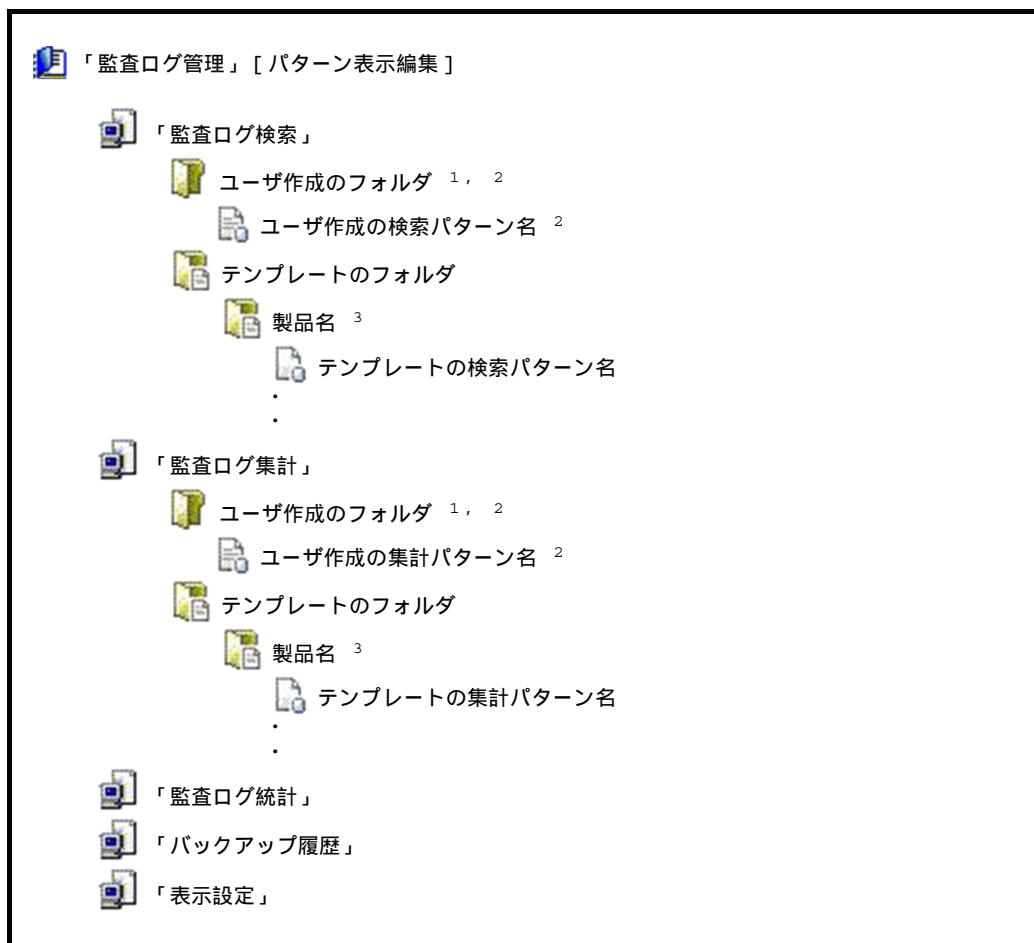 「監査ログ管理」[パターン表示編集]
「監査ログ検索」
ユーザ作成のフォルダ 1, 2
ユーザ作成の検索パターン名 2
テンプレートのフォルダ
製品名 3
テンプレートの検索パターン名
・
・
「監査ログ集計」
ユーザ作成のフォルダ 1, 2
ユーザ作成の集計パターン名 2
テンプレートのフォルダ
製品名 3
テンプレートの集計パターン名
・
・
「監査ログ統計」
「バックアップ履歴」
「表示設定」